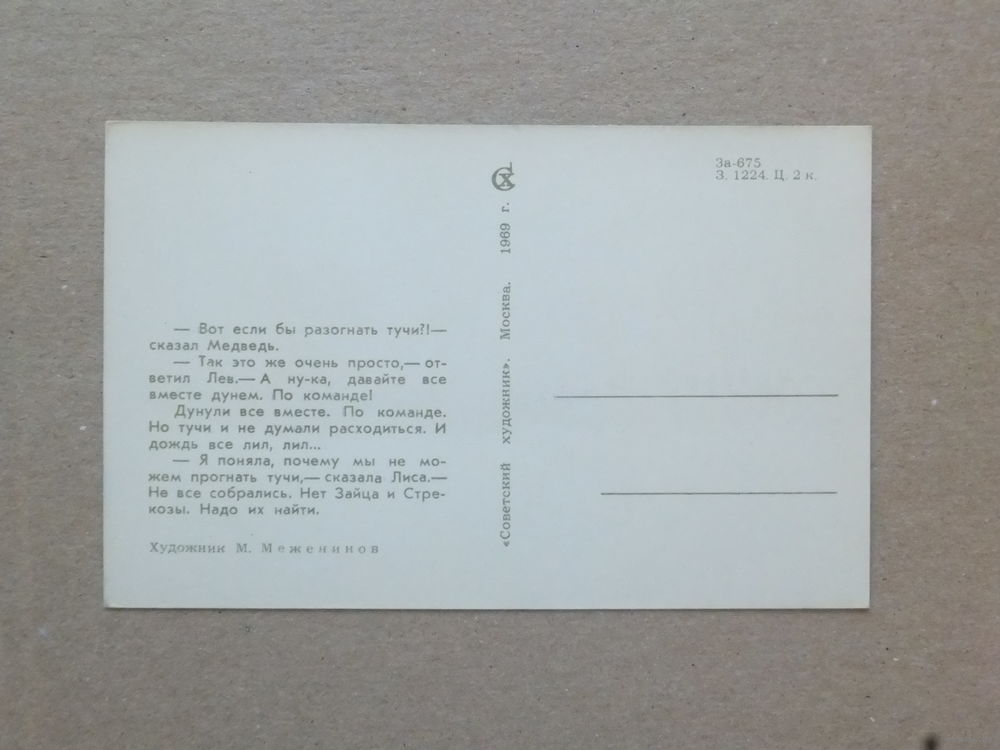 — Вот если бы разогнать тучи?!—
сказал Медведь.
— Так это же очень просто,— от-
ветил Лев.— А ну-ка, давайте все
вместе дунем. По команде!
Дунули все вместе. По команде.
Но тучи и не думали расходиться. И
дождь все лил, лил...
— Я поняла, почему мы не мо-
жем прогнать тучи,— сказала Лиса.—
Не все собрались. Нет Зайца и Стре-
козы. Надо их найти.
Художник М. Меженинов
«Советский художник». Москва. 1969 г.
За-675
З. 1224. Ц. 2 к.